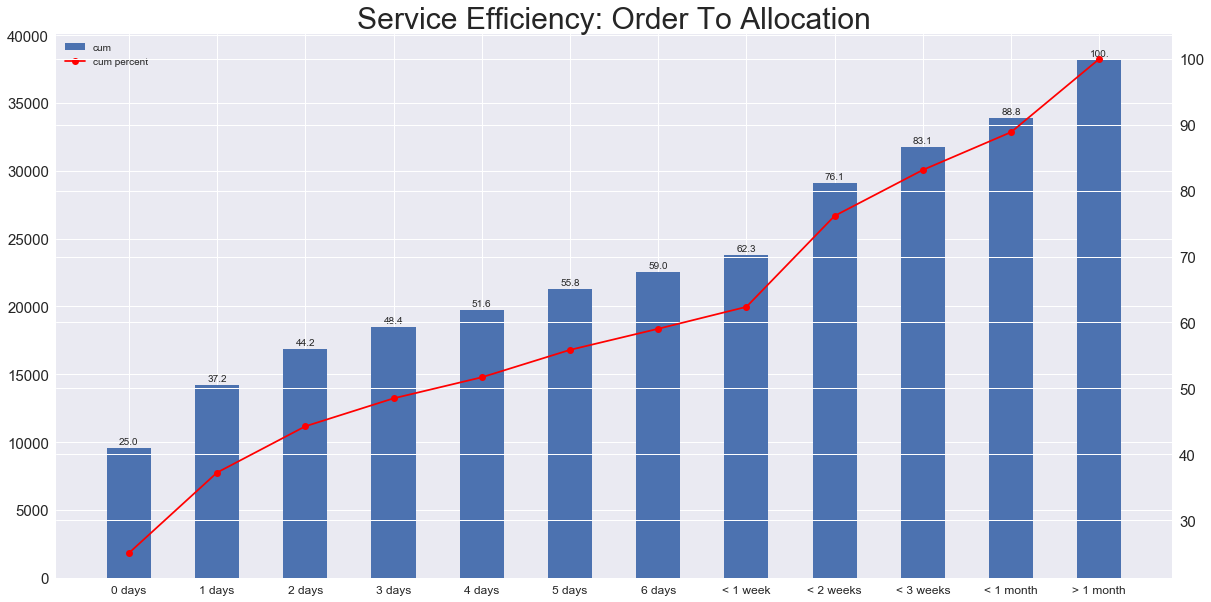 Service Efficiency: Order To Allocation
cum
cum percent
40000
35000
30000
25000
20000
15000
10000
5000
0
100
90
80
70
60
50
40
30
25.0
37.2
44.2
48.4
51.6
55.8
59.0
62.3
76.1
83.1
88.8
100.
0 days
1 days
2 days
3 days
4 days
5 days
6 days
< 1 week
< 2 weeks
< 3 weeks
< 1 month
> 1 month